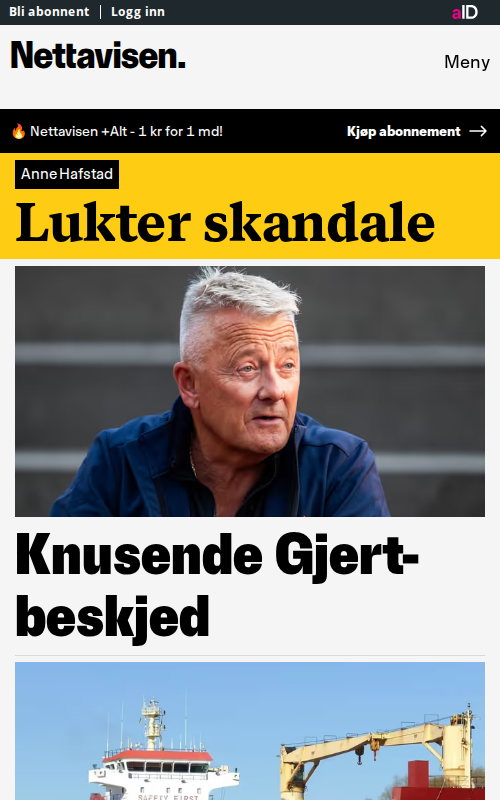 Bli abonnent
Logg inn
aID
Nettavisen.
Meny
🔥 Nettavisen +Alt - 1 kr for 1 md!
Kjøp abonnement →
Anne Hafstad
Lukter skandale
Knusende Gjert-
beskjed
SAFETY FIRST